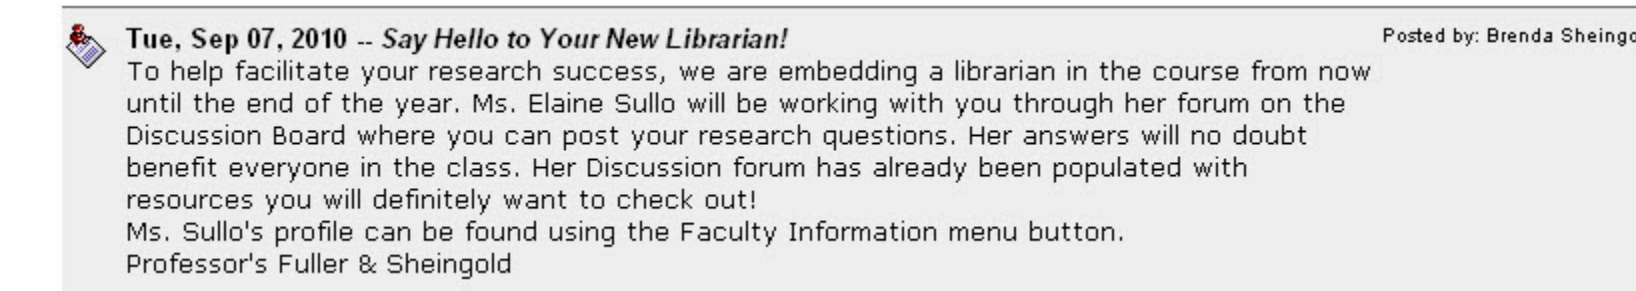 Tue, Sep 07, 2010 -- Say Hello to Your New Librarian!
Posted by: Brenda Sheingo
To help facilitate your research success, we are embedding a librarian in the course from now
until the end of the year. Ms. Elaine Sullo will be working with you through her forum on the
Discussion Board where you can post your research questions. Her answers will no doubt
benefit everyone in the class. Her Discussion forum has already been populated with
resources you will definitely want to check out!
Ms. Sullo's profile can be found using the Faculty Information menu button.
Professor's Fuller & Sheingold